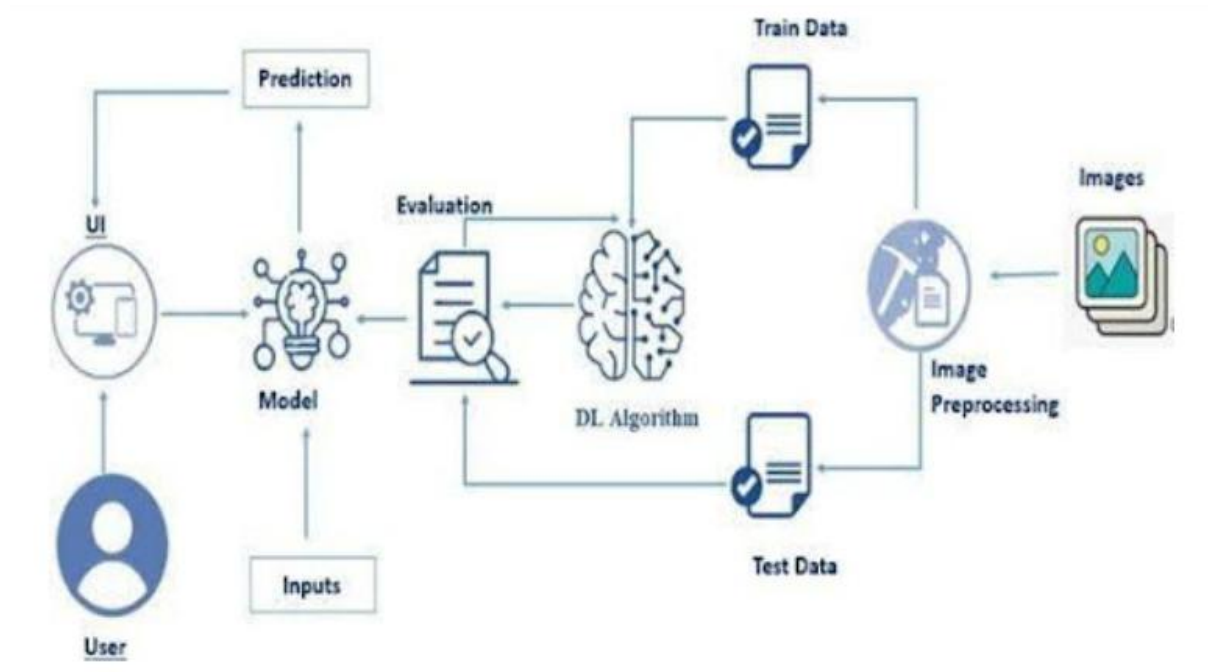 Train Data
Prediction
Images
Evaluation
UI
Image
Preprocessing
Model
DL Algorithm
Test Data
Inputs
User